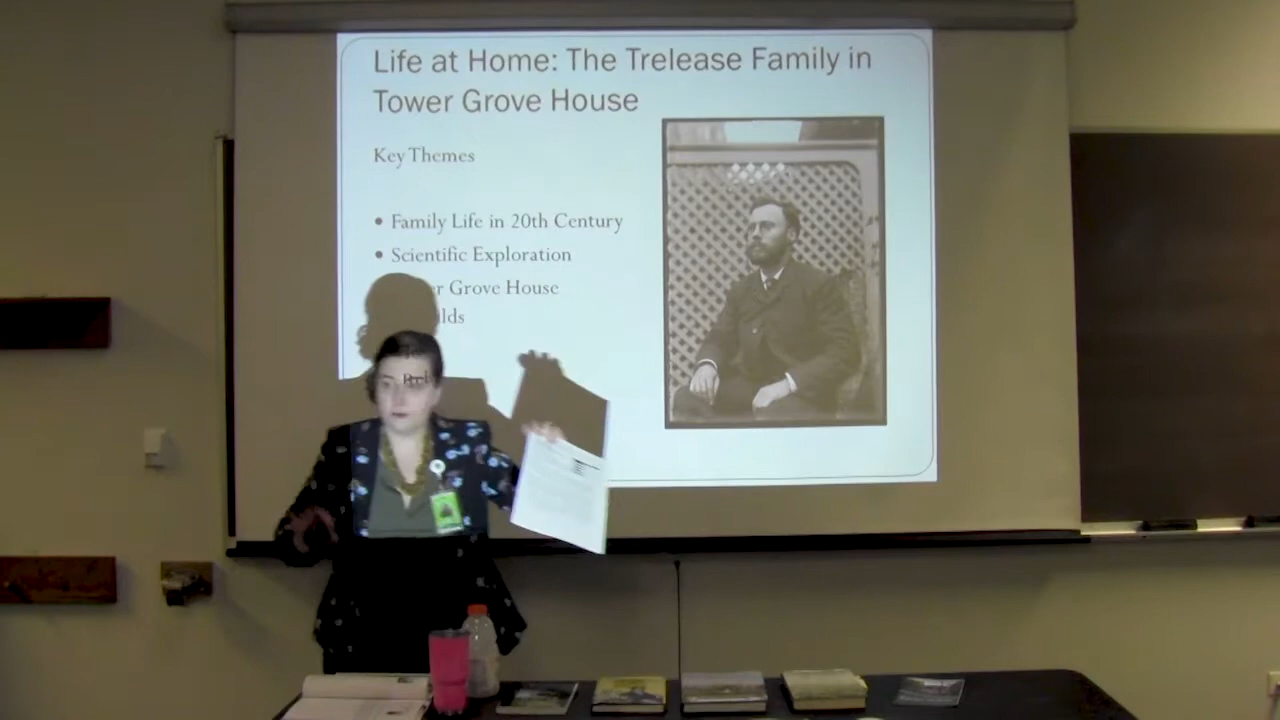 Life at Home: The Trelease Family in
Tower Grove House
Key Themes
• Family Life in 20th Century
• Scientific Exploration
Grove House